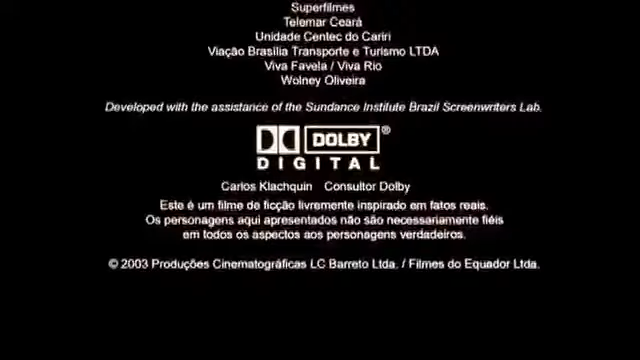 Superfilmes
Telemar Ceará
Unidade Centec do Cariri
Viação Brasília Transporte e Turismo LTDA
Viva Favela / Viva Rio
Wolney Oliveira
Developed with the assistance of the Sundance Institute Brazil Screenwriters Lab.
DOLBY®
DIGITAL
Carlos Klachquin Consultor Dolby
Este é um filme de ficção livremente inspirado em fatos reais.
Os personagens aqui apresentados não são necessariamente fiéis
em todos os aspectos aos personagens verdadeiros.
© 2003 Produções Cinematográficas LC Barreto Ltda. / Filmes do Equador Ltda.